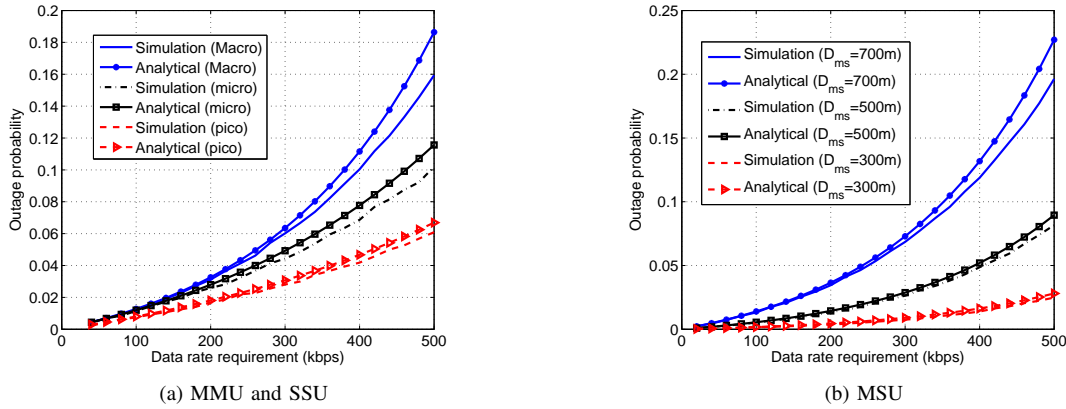 0.2
0.18
0.16
0.14
0.12
0.1
0.08
0.06
0.04
0.02
0
Outage probability
Simulation (Macro)
Analytical (Macro)
Simulation (micro)
Analytical (micro)
Simulation (pico)
Analytical (pico)
0 100 200 300 400 500
Data rate requirement (kbps)
(a) MMU and SSU
0.25
0.2
0.15
0.1
0.05
0
Outage probability
Simulation (D_ms=700m)
Analytical (D_ms=700m)
Simulation (D_ms=500m)
Analytical (D_ms=500m)
Simulation (D_ms=300m)
Analytical (D_ms=300m)
0 100 200 300 400 500
Data rate requirement (kbps)
(b) MSU